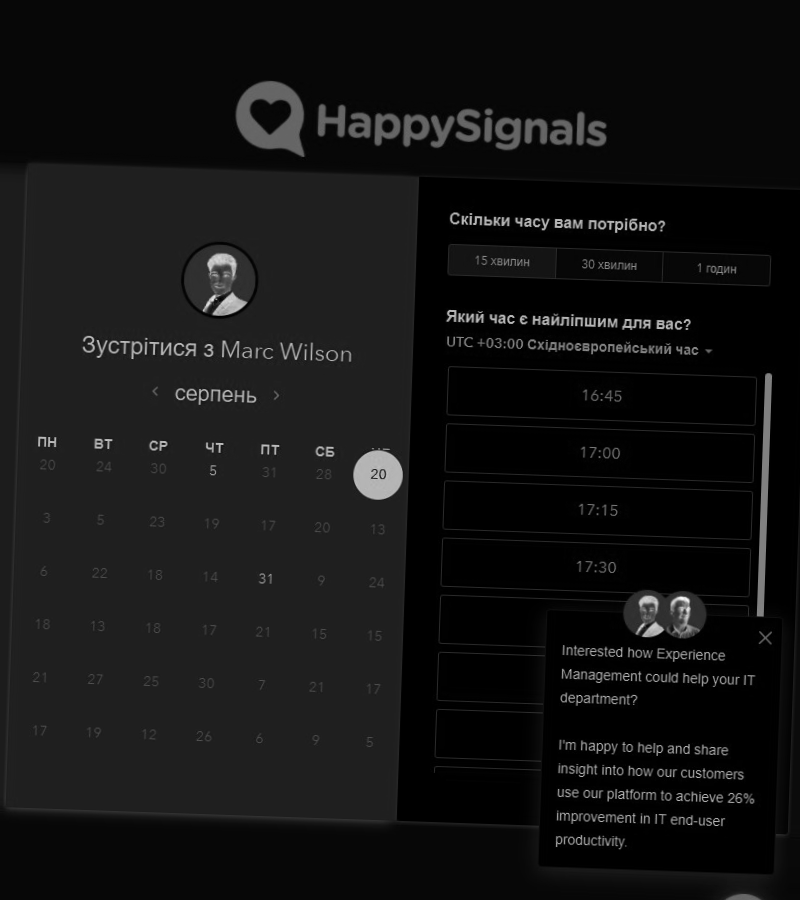 HappySignals
Зустрітися з Marc Wilson
серпень
ПН ВТ СР ЧТ ПТ СБ
20 24 30 5 31 28 20
3 5 23 19 17 20 13
6 22 18 14 31 9 24
18 13 18 17 21 15 15
21 27 25 30 7 21 17
17 19 12 26 6 9 5
Скільки часу вам потрібно?
15 хвилин 30 хвилин 1 годин
Який час є найліпшим для вас?
UTC +03:00 Східноєвропейський час
16:45
17:00
17:15
17:30
Interested how Experience
Management could help your IT
department?
I'm happy to help and share
insight into how our customers
use our platform to achieve 26%
improvement in IT end-user
productivity.